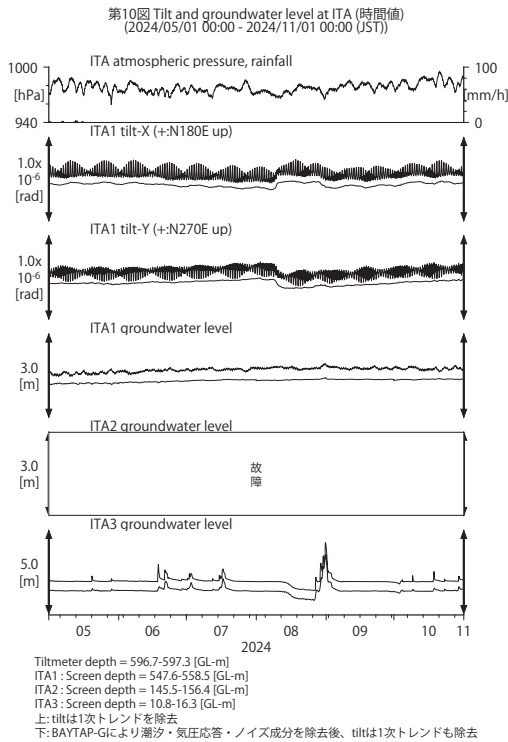 第10図 Tilt and groundwater level at ITA (時間値)
(2024/05/01 00:00 - 2024/11/01 00:00 (JST))
ITA atmospheric pressure, rainfall
1000
[hPa]
940
100
[mm/h]
0
ITA1 tilt-X (+:N180E up)
1.0x
10-6
[rad]
ITA1 tilt-Y (+:N270E up)
1.0x
10-6
[rad]
ITA1 groundwater level
3.0
[m]
ITA2 groundwater level
3.0
[m]
故
障
ITA3 groundwater level
5.0
[m]
05 06 07 08 09 10 11
2024
Tiltmeter depth = 596.7-597.3 [GL-m]
ITA1 : Screen depth = 547.6-558.5 [GL-m]
ITA2 : Screen depth = 145.5-156.4 [GL-m]
ITA3 : Screen depth = 10.8-16.3 [GL-m]
上: tiltは1次トレンドを除去
下: BAYTAP-Gにより潮汐・気圧応答・ノイズ成分を除去後、tiltは1次トレンドも除去